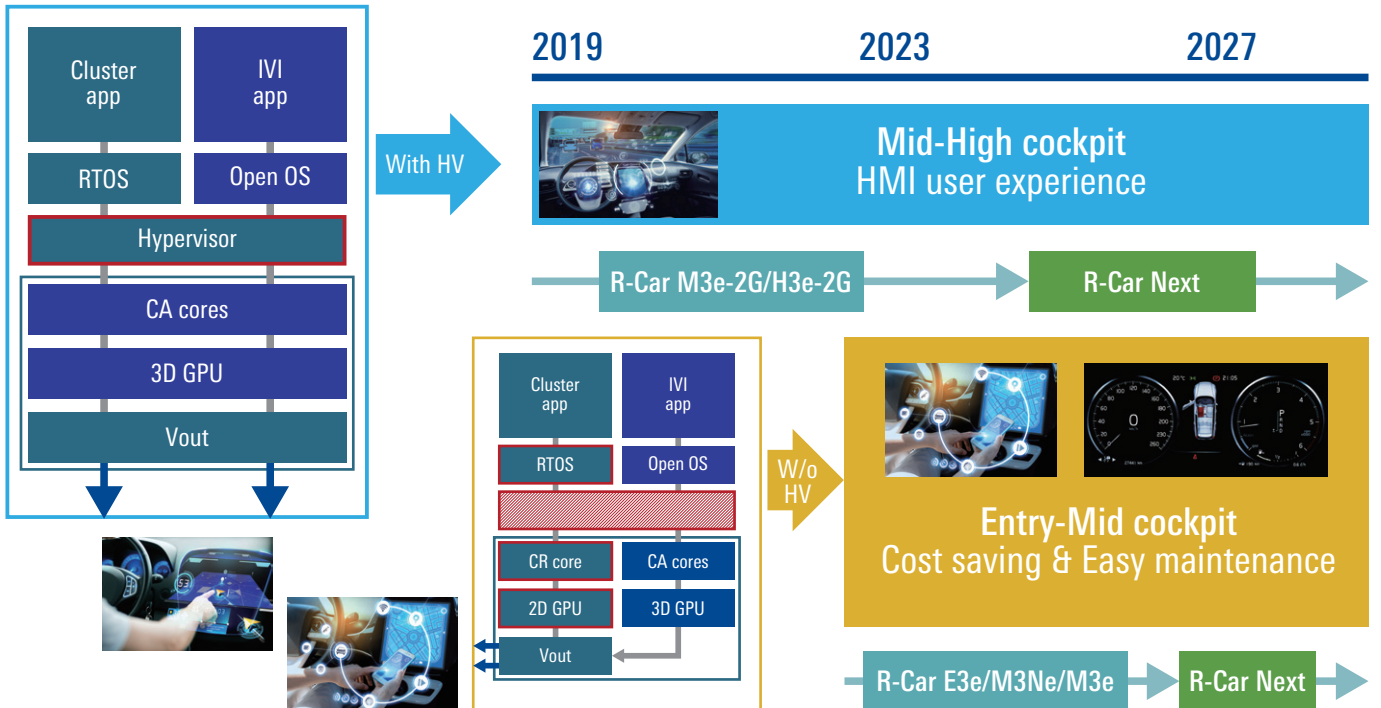 Cluster
app
IVI
app
RTOS
Open OS
Hypervisor
CA cores
3D GPU
Vout
With HV
2019
2023
2027
Mid-High cockpit
HMI user experience
R-Car M3e-2G/H3e-2G
R-Car Next
Cluster
app
IVI
app
RTOS
Open OS
CR core
CA cores
2D GPU
3D GPU
Vout
W/o
HV
Entry-Mid cockpit
Cost saving & Easy maintenance
R-Car E3e/M3Ne/M3e
R-Car Next